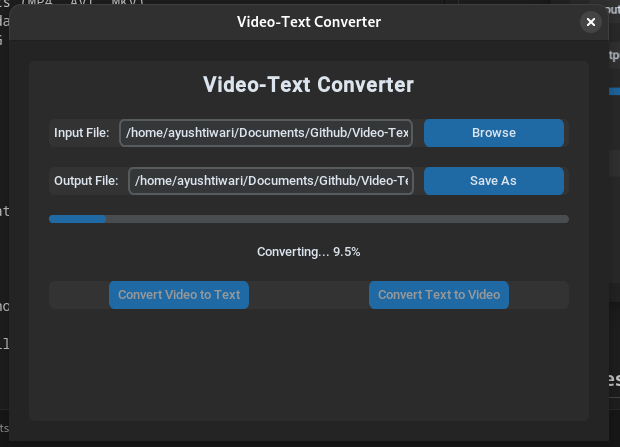 Video-Text Converter
Video-Text Converter
Input File: /home/ayushtiwari/Documents/Github/Video-Tex Browse
Output File: /home/ayushtiwari/Documents/Github/Video-Te Save As
Converting... 9.5%
Convert Video to Text Convert Text to Video